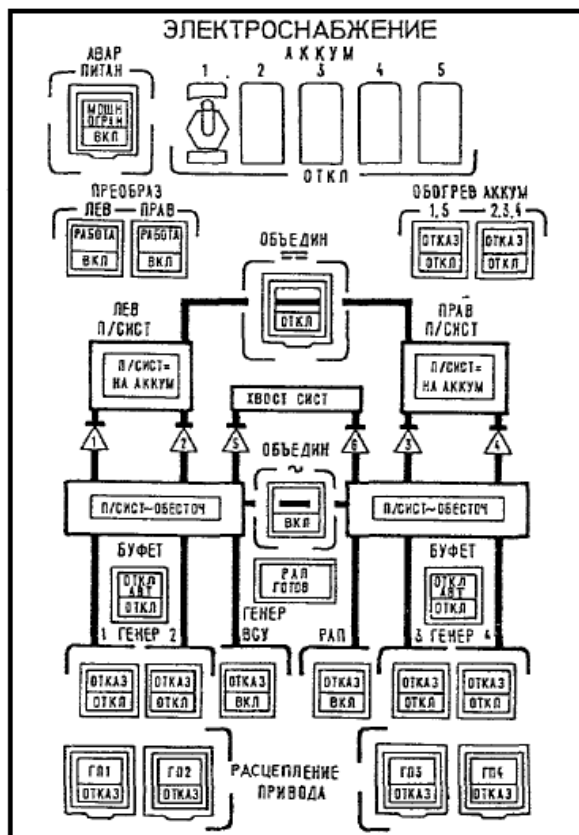 ЭЛЕКТРОСНАБЖЕНИЕ
АВАР
ПИТАН
АККУМ
1 2 3 4 5
МОЩН
ОГРАН
ВКЛ
ОТКЛ
ПРЕОБРАЗ
ЛЕВ ПРАВ
РАБОТА РАБОТА
ВКЛ ВКЛ
ОБОГРЕВ АККУМ
1,5 2,3,4
ОТКАЗ ОТКАЗ
ОТКЛ ОТКЛ
ОБЪЕДИН
ОТКЛ
ЛЕВ
П/СИСТ
ПРАВ
П/СИСТ
П/СИСТ=
НА АККУМ
П/СИСТ=
НА АККУМ
ХВОСТ СИСТ
1 2 5 6 3 4
ОБЪЕДИН
~
ВКЛ
П/СИСТ~ОБЕСТОЧ П/СИСТ~ОБЕСТОЧ
БУФЕТ БУФЕТ
ОТКЛ
АВТ
ОТКЛ
РАП
ГОТОВ
ОТКЛ
АВТ
ОТКЛ
1 ГЕНЕР 2
ГЕНЕР
ВСУ
РАП
3 ГЕНЕР 4
ОТКАЗ ОТКАЗ ОТКАЗ ОТКАЗ ОТКАЗ ОТКАЗ
ОТКЛ ОТКЛ ВКЛ ВКЛ ОТКЛ ОТКЛ
ГП1 ГП2
ОТКАЗ ОТКАЗ
РАСЦЕПЛЕНИЕ
ПРИВОДА
ГП3 ГП4
ОТКАЗ ОТКАЗ